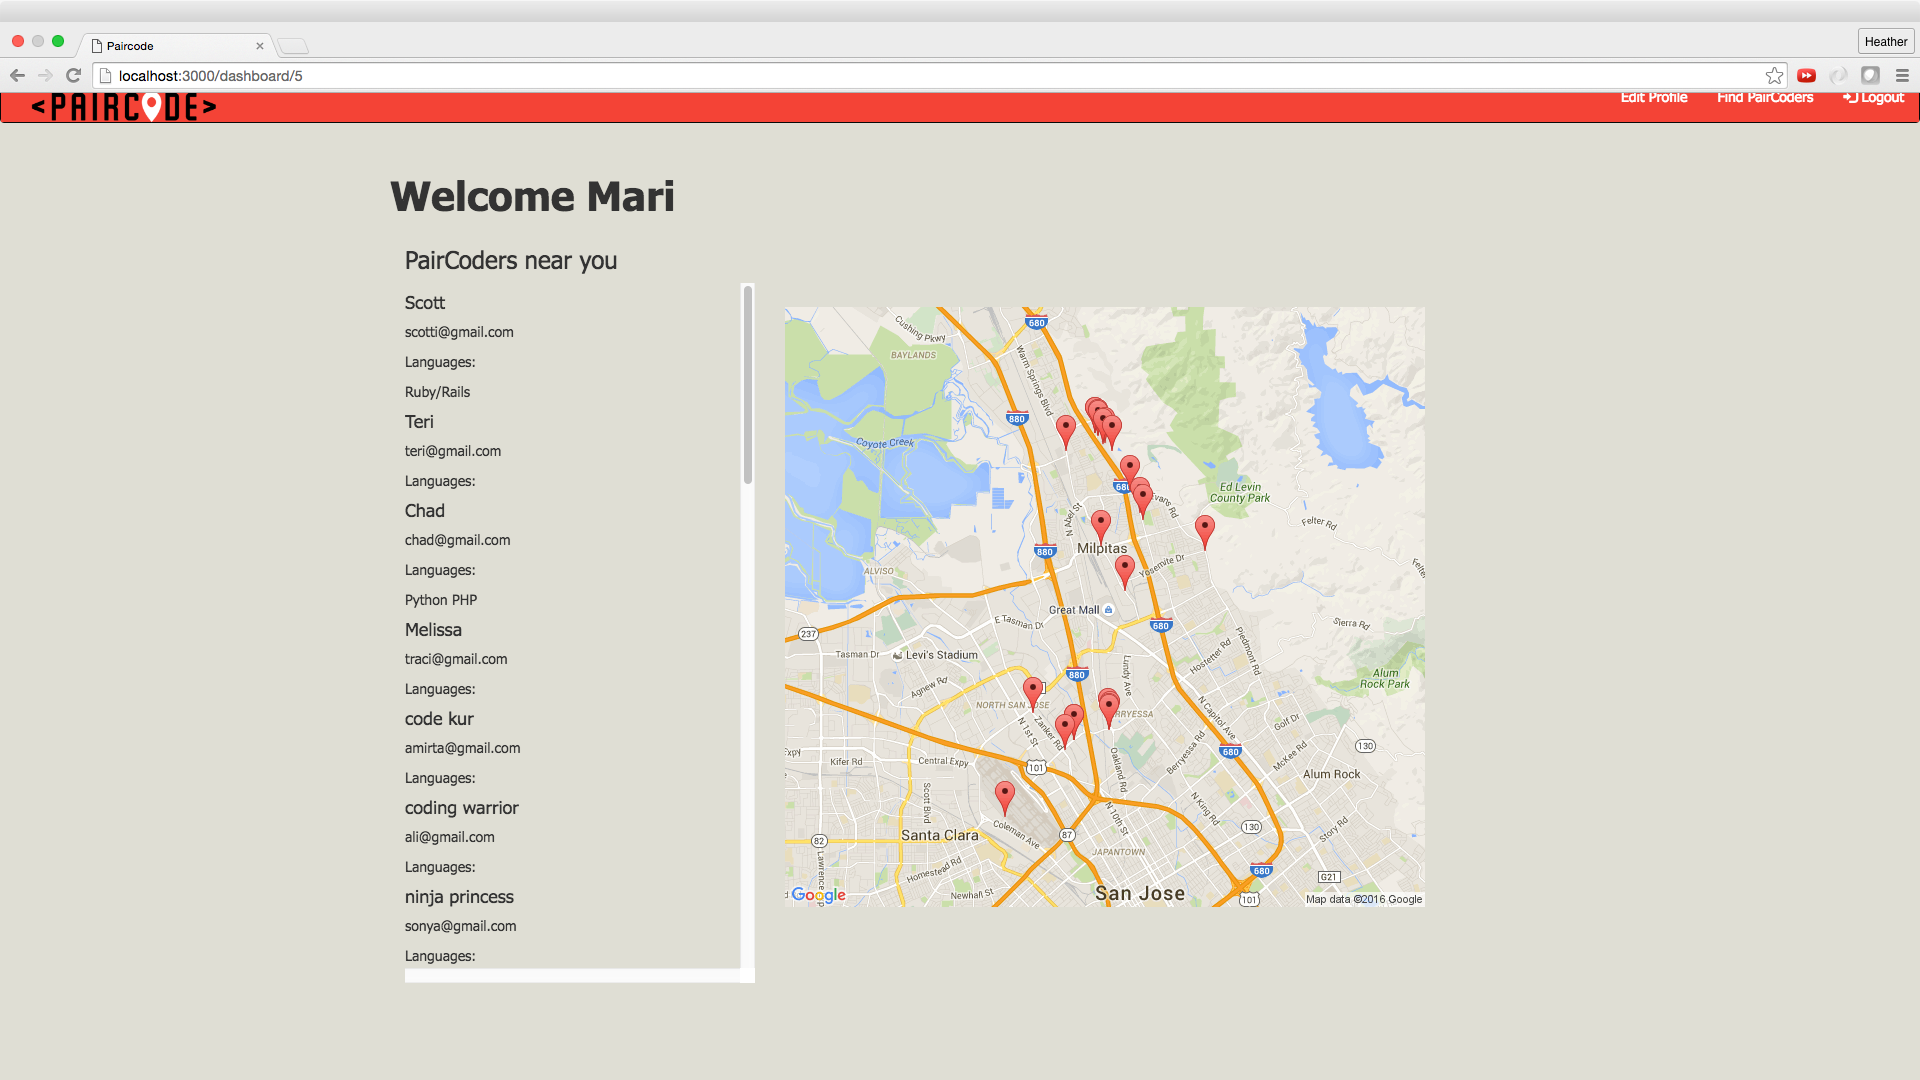 Paircode
Heather
localhost:3000/dashboard/5
<PAIRCODE>
Edit Profile
Find PairCoders
Logout
Welcome Mari
PairCoders near you
Scott
scotti@gmail.com
Languages:
Ruby/Rails
Teri
teri@gmail.com
Languages:
Chad
chad@gmail.com
Languages:
Python PHP
Melissa
traci@gmail.com
Languages:
code kur
amirta@gmail.com
Languages:
coding warrior
ali@gmail.com
Languages:
ninja princess
sonya@gmail.com
Languages:
680
Cushing Pkwy
BAYLANDS
Warm Springs Blvd
880
Coyote Creek
680
Evans Rd
Ed Levin
County Park
Felter Rd
N Abel St
880
Milpitas
Yosemite Dr
ALVISO
Great Mall
E Tasman Dr
680
Sierra Rd
237
Tasman Dr
Levi's Stadium
Hostetter Rd
Piedmont Rd
Lundy Ave
880
Alum
Rock Park
Agnew Rd
NORTH SAN JOSE
N 1st St
Zanker Rd
N Capitol Ave
Golf Dr
130
680
Expy
Kifer Rd
Central Expy
101
Oakland Rd
Berryessa Rd
McKee Rd
Alum Rock
Scott Blvd
N 10th St
N King Rd
130
Story Rd
Santa Clara
Coleman Ave
87
82
JAPANTOWN
Homestead Rd
680
G21
Newhall St
San Jose
101
Google
Map data ©2016 Google